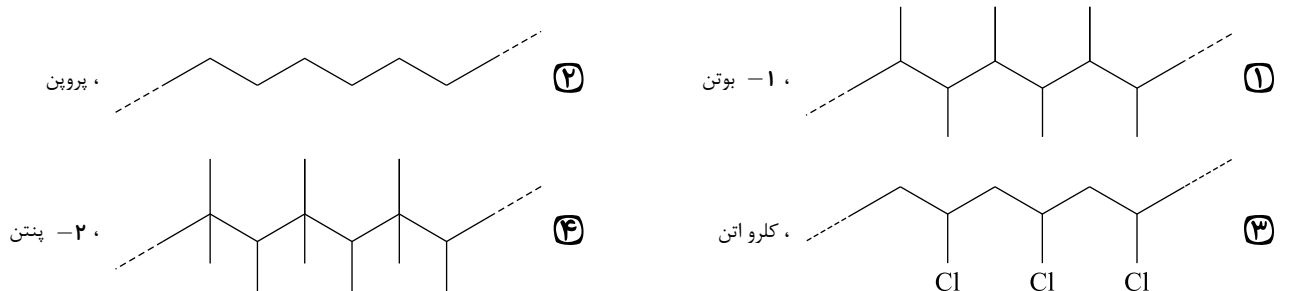 ۱ ، ۱- بوتن
۲ ، پروپن
۳ ، کلرو اتن
Cl Cl Cl
۴ ، ۲- پنتن